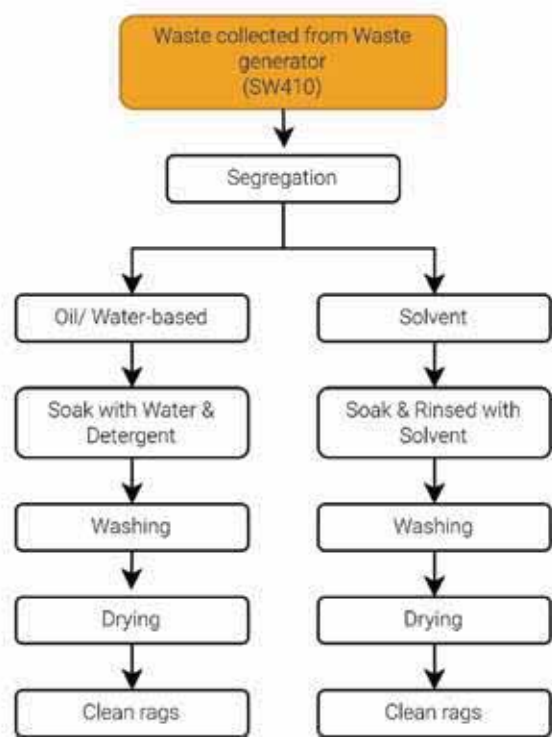 Waste collected from Waste
generator
(SW410)
Segregation
Oil/ Water-based
Solvent
Soak with Water &
Detergent
Soak & Rinsed with
Solvent
Washing
Washing
Drying
Drying
Clean rags
Clean rags